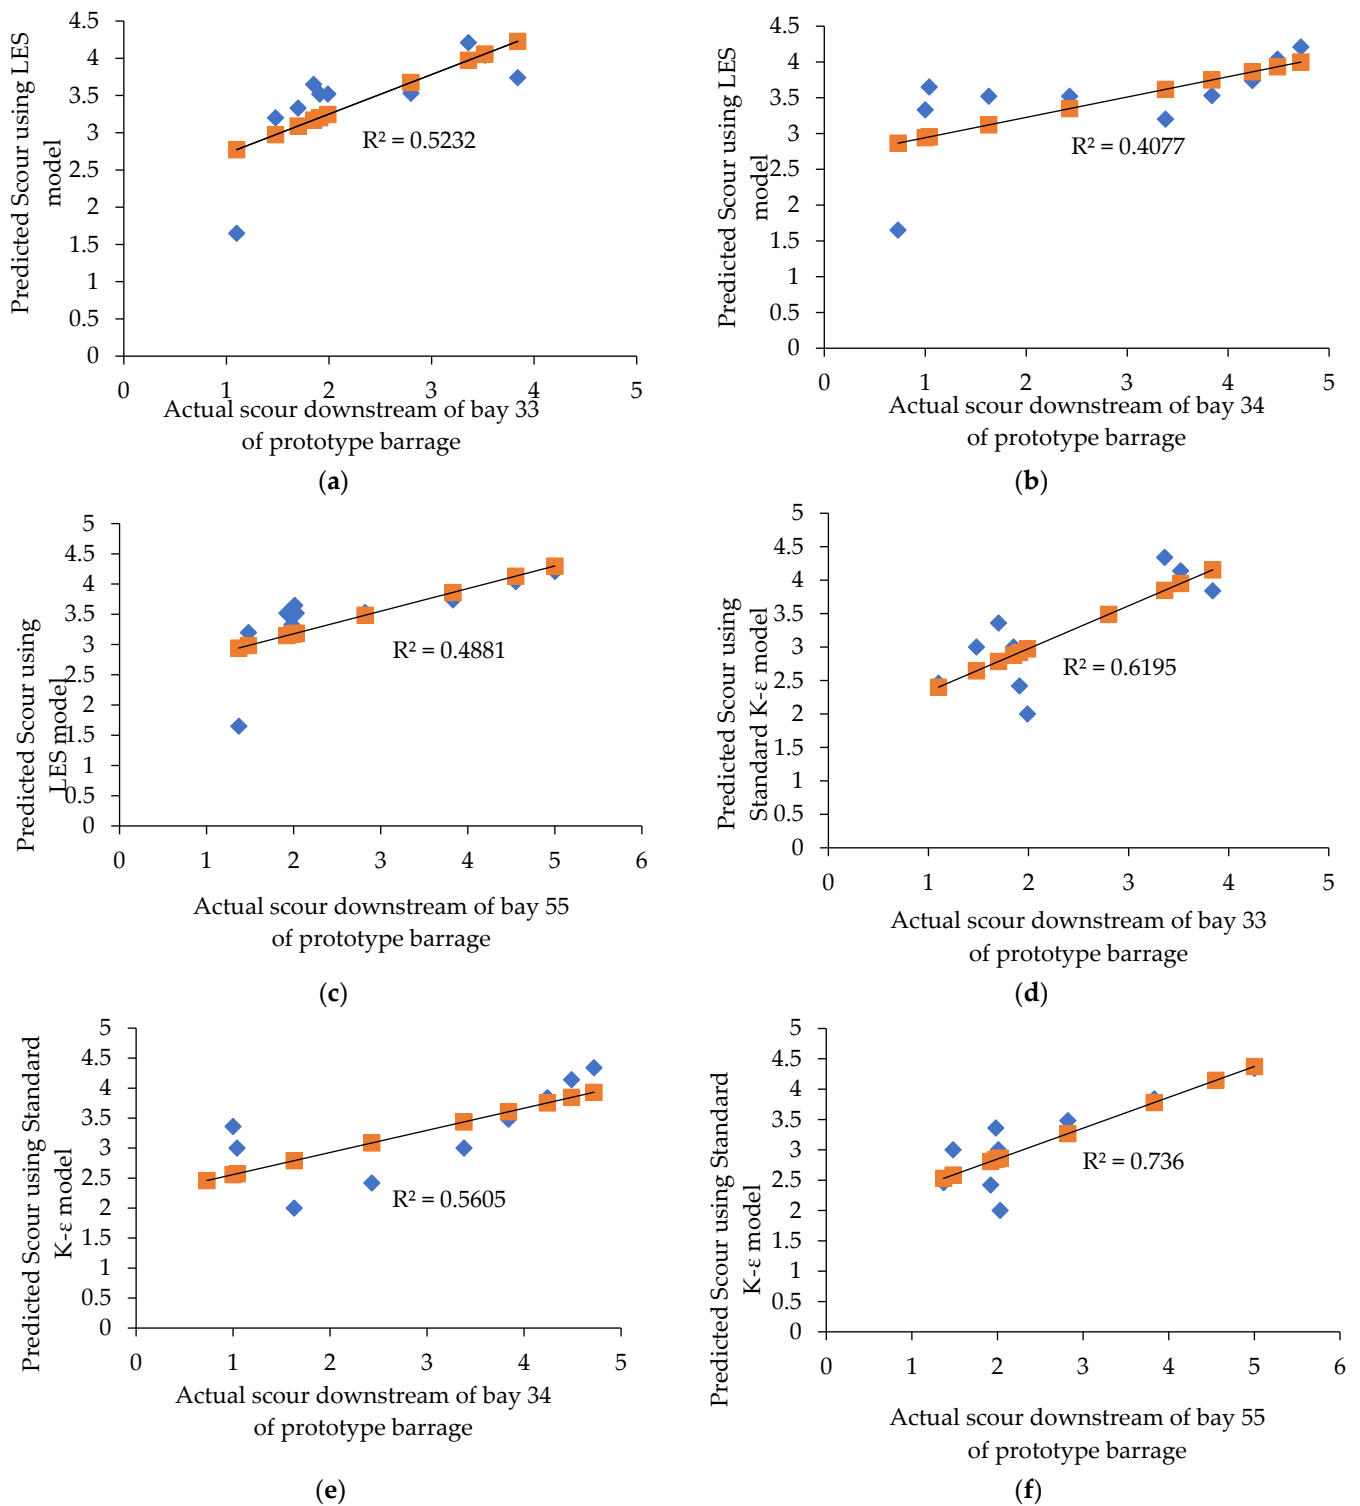 Predicted Scour using LES
model
4.5
4
3.5
3
2.5
2
1.5
1
0.5
0
R² = 0.5232
0 1 2 3 4 5
Actual scour downstream of bay 33
of prototype barrage
(a)
Predicted Scour using LES
model
4.5
4
3.5
3
2.5
2
1.5
1
0.5
0
R² = 0.4077
0 1 2 3 4 5
Actual scour downstream of bay 34
of prototype barrage
(b)
Predicted Scour using
LES model
5
4.5
4
3.5
3
2.5
2
1.5
1
0.5
0
R² = 0.4881
0 1 2 3 4 5 6
Actual scour downstream of bay 55
of prototype barrage
(c)
Predicted Scour using
Standard K-ε model
5
4.5
4
3.5
3
2.5
2
1.5
1
0.5
0
R² = 0.6195
0 1 2 3 4 5
Actual scour downstream of bay 33
of prototype barrage
(d)
Predicted Scour using Standard
K-ε model
5
4.5
4
3.5
3
2.5
2
1.5
1
0.5
0
R² = 0.5605
0 1 2 3 4 5
Actual scour downstream of bay 34
of prototype barrage
(e)
Predicted Scour using Standard
K-ε model
5
4.5
4
3.5
3
2.5
2
1.5
1
0.5
0
R² = 0.736
0 1 2 3 4 5 6
Actual scour downstream of bay 55
of prototype barrage
(f)